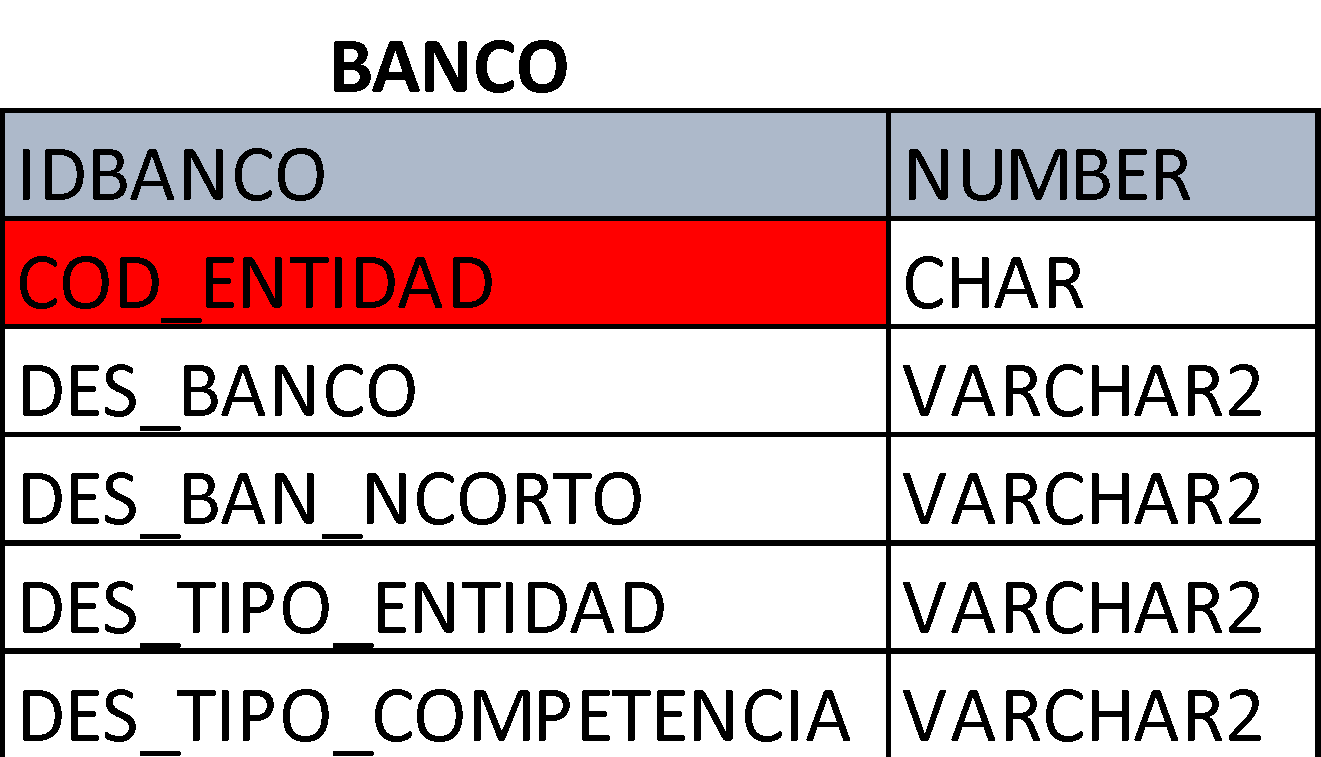 BANCO
IDBANCO NUMBER
COD_ENTIDAD CHAR
DES_BANCO VARCHAR2
DES_BAN_NCORTO VARCHAR2
DES_TIPO_ENTIDAD VARCHAR2
DES_TIPO_COMPETENCIA VARCHAR2